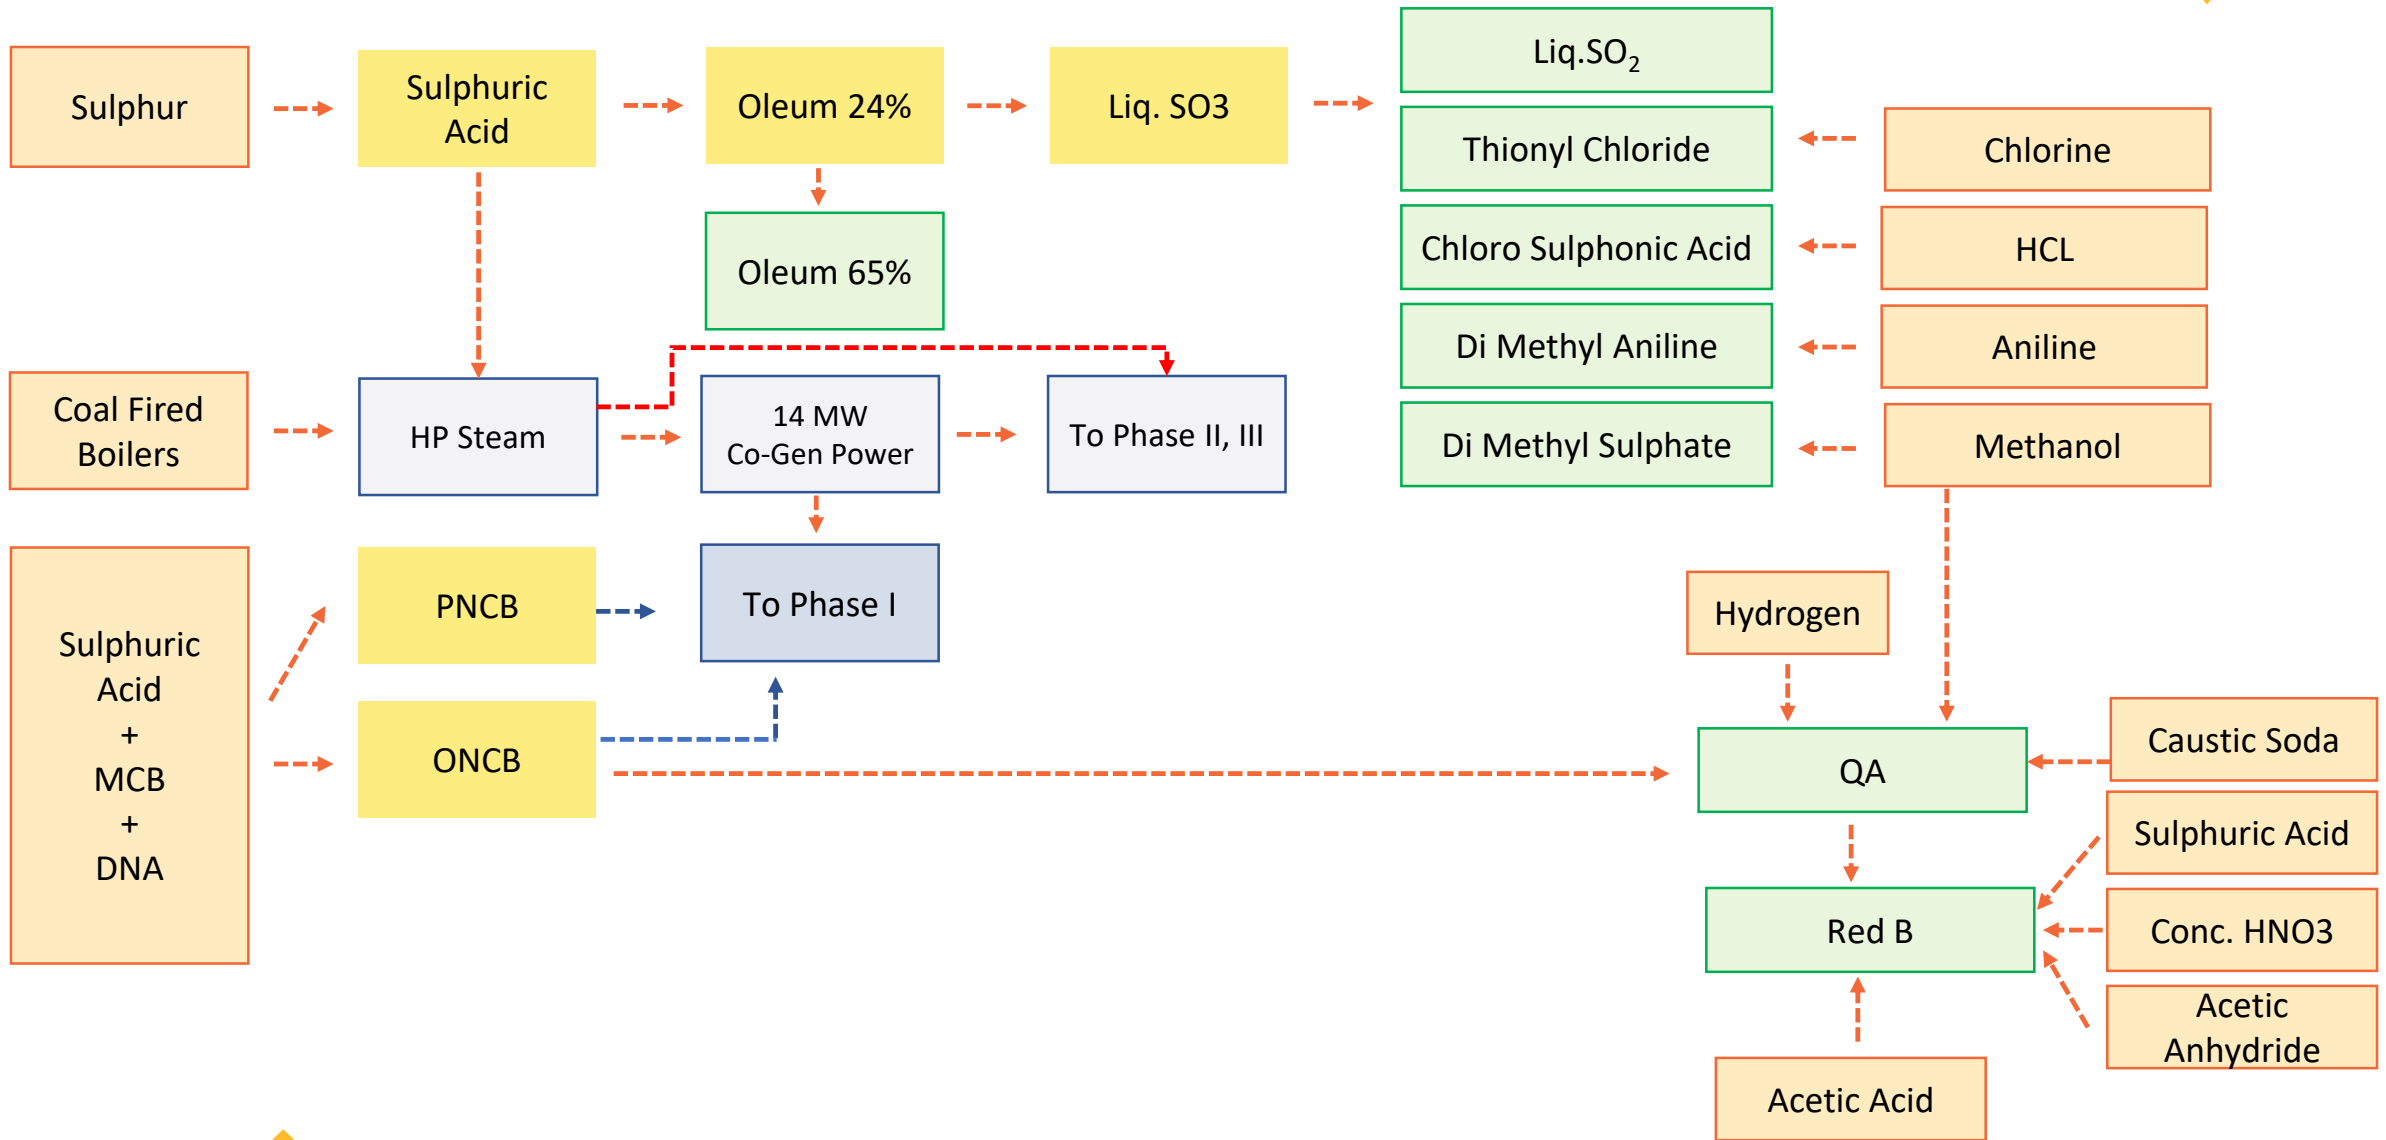 Sulphur
Sulphuric
Acid
Oleum 24%
Liq. SO3
Liq.SO₂
Thionyl Chloride
Chlorine
Chloro Sulphonic Acid
HCL
Oleum 65%
Di Methyl Aniline
Aniline
Di Methyl Sulphate
Methanol
Coal Fired
Boilers
HP Steam
14 MW
Co-Gen Power
To Phase II, III
Sulphuric
Acid
+
MCB
+
DNA
PNCB
To Phase I
ONCB
Hydrogen
QA
Caustic Soda
Sulphuric Acid
Red B
Conc. HNO3
Acetic
Anhydride
Acetic Acid